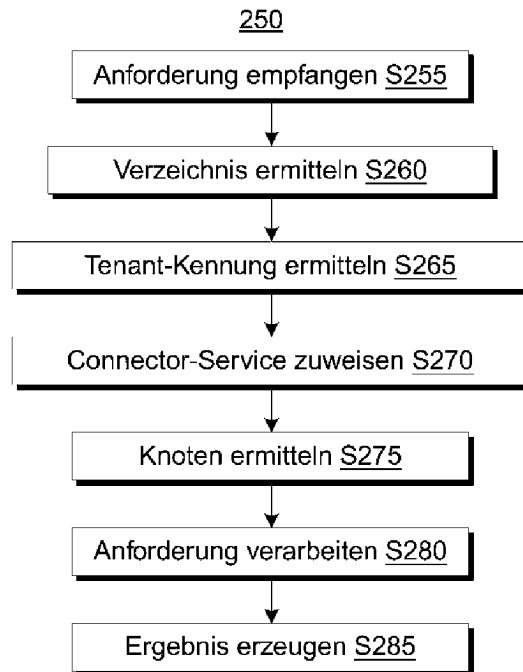 250
Anforderung empfangen S255
Verzeichnis ermitteln S260
Tenant-Kennung ermitteln S265
Connector-Service zuweisen S270
Knoten ermitteln S275
Anforderung verarbeiten S280
Ergebnis erzeugen S285